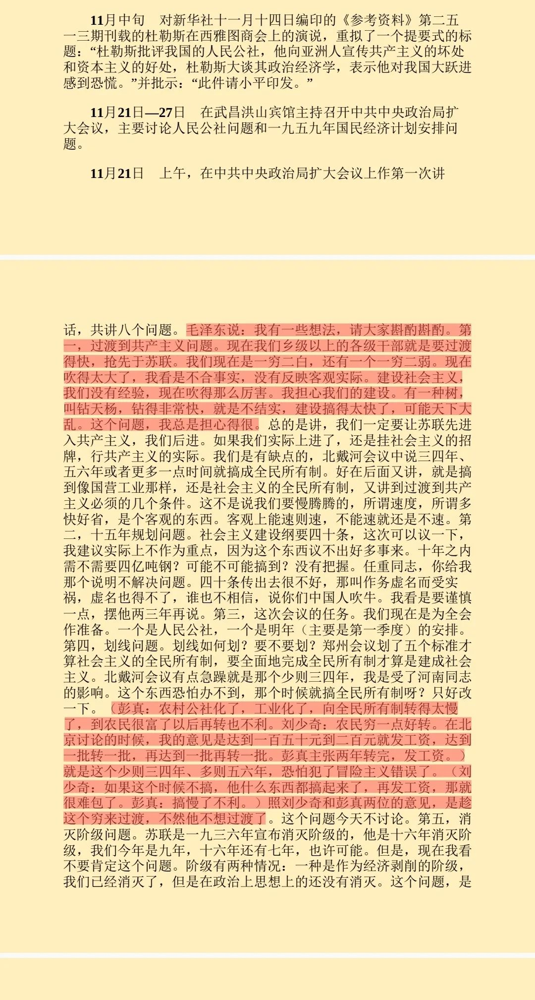 11月中旬　对新华社十一月十四日编印的《参考资料》第二五
一三期刊载的杜勒斯在西雅图商会上的演说，重拟了一个提要式的标
题：“杜勒斯批评我国的人民公社，他向亚洲人宣传共产主义的坏处
和资本主义的好处，杜勒斯大谈其政治经济学，表示他对我国大跃进
感到恐慌。”并批示：“此件请小平印发。”
11月21日—27日　在武昌洪山宾馆主持召开中共中央政治局扩
大会议，主要讨论人民公社问题和一九五九年国民经济计划安排问
题。
11月21日　上午，在中共中央政治局扩大会议上作第一次讲
话，共讲八个问题。毛泽东说：我有一些想法，请大家斟酌斟酌。第
一，过渡到共产主义问题。现在我们乡级以上的各级干部就是要过渡
得快，抢先于苏联。我们现在是一穷二白，还有一个一穷二弱。现在
吹得太大了，我看是不合事实，没有反映客观实际。建设社会主义，
我们没有经验，现在吹得那么厉害。我担心我们的建设。有一种树，
叫钻天杨，钻得非常快，就是不结实，建设搞得太快了，可能天下大
乱。这个问题，我总是担心得很。总的是讲，我们一定要让苏联先进
入共产主义，我们后进。如果我们实际上进了，还是挂社会主义的招
牌，行共产主义的实际。我们是有缺点的，北戴河会议中说三四年、
五六年或者更多一点时间就搞成全民所有制。好在后面又讲，就是搞
到像国营工业那样，还是社会主义的全民所有制，又讲到过渡到共产
主义必须的几个条件。这不是说我们要慢腾腾的，所谓速度，所谓多
快好省，是个客观的东西。客观上能速则速，不能速就还是不速。第
二，十五年规划问题。社会主义建设纲要四十条，这次可以议一下，
我建议实际上不作为重点，因为这个东西议不出好多事来。十年之内
需不需要四亿吨钢？可能不可能搞到？没有把握。任重同志，你给我
那个说明不解决问题。四十条传出去很不好，那叫作务虚名而受实
祸，虚名也得不了，谁也不相信，说你们中国人吹牛。我看是要谨慎
一点，摆他两三年再说。第三，这次会议的任务。我们现在是为全会
作准备。一个是人民公社，一个是明年（主要是第一季度）的安排。
第四，划线问题。划线如何划？要不要划？郑州会议划了五个标准才
算社会主义的全民所有制，要全面地完成全民所有制才算是建成社会
主义。北戴河会议有点急躁就是那个少则三四年，我是受了河南同志
的影响。这个东西恐怕办不到，那个时候就搞全民所有制呀？只好改
一下。（彭真：农村公社化了，工业化了，向全民所有制转得太慢
了，到农民很富了以后再转也不利。刘少奇：农民穷一点好转。在北
京讨论的时候，我的意见是达到一百五十元到二百元就发工资，达到
一批转一批，再达到一批再转一批。彭真主张两年转完，发工资。）
就是这个少则三四年、多则五六年，恐怕犯了冒险主义错误了。（刘
少奇：如果这个时候不搞，他什么东西都搞起来了，再发工资，那就
很难包了。彭真：搞慢了不利。）照刘少奇和彭真两位的意见，是趁
这个穷来过渡，不然他不想过渡了。这个问题今天不讨论。第五，消
灭阶级问题。苏联是一九三六年宣布消灭阶级的，他是十六年消灭阶
级，我们今年是九年，十六年还有七年，也许可能。但是，现在我看
不要肯定这个问题。阶级有两种情况：一种是作为经济剥削的阶级，
我们已经消灭了，但是在政治上思想上的还没有消灭。这个问题，是